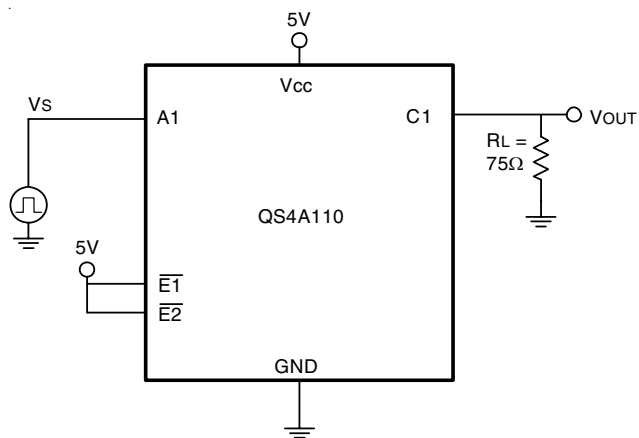 5V
VCC
VS
A1
C1
VOUT
RL =
75Ω
QS4A110
5V
E1
E2
GND